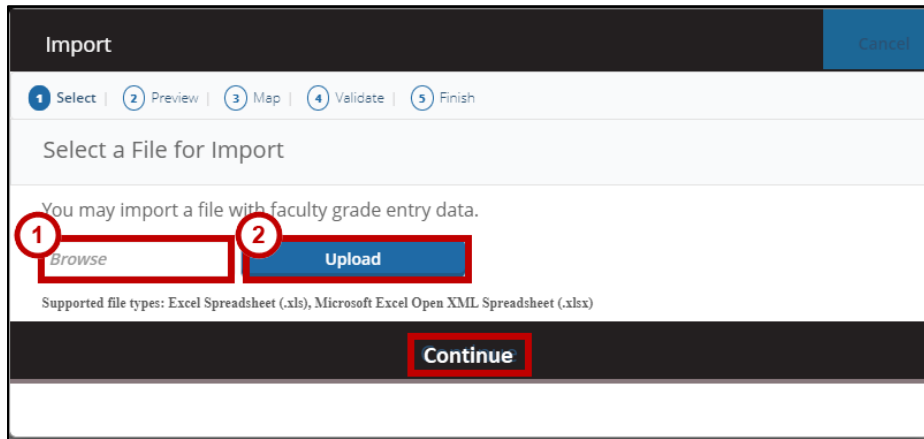 Import Cancel
1 Select | 2 Preview | 3 Map | 4 Validate | 5 Finish
Select a File for Import
You may import a file with faculty grade entry data.
1 2
Browse Upload
Supported file types: Excel Spreadsheet (.xls), Microsoft Excel Open XML Spreadsheet (.xlsx)
Continue